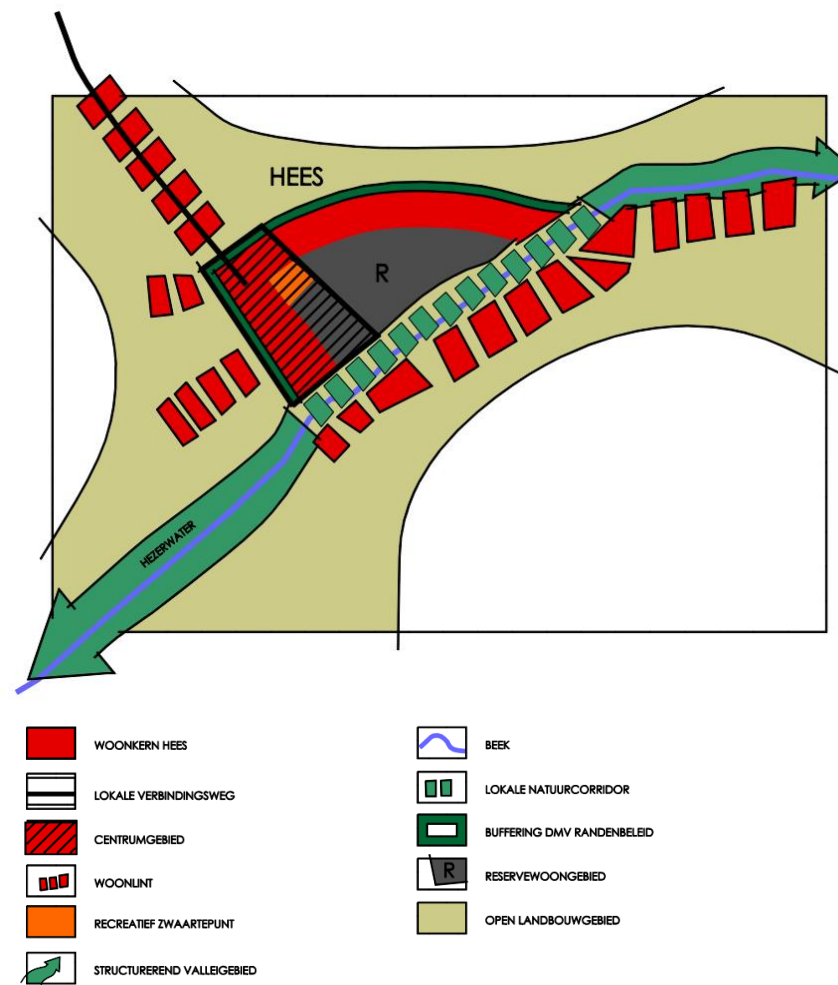 HEES
R
HEZERWATER
WOONKERN HEES
LOKALE VERBINDINGSWEG
CENTRUMGEBIED
WOONLINT
RECREATIEF ZWAARTEPUNT
STRUCTUREREND VALLEIGEBIED
BEEK
LOKALE NATUURCORRIDOR
BUFFERING DMV RANDENBELEID
R
RESERVEWOONGEBIED
OPEN LANDBOUWGEBIED